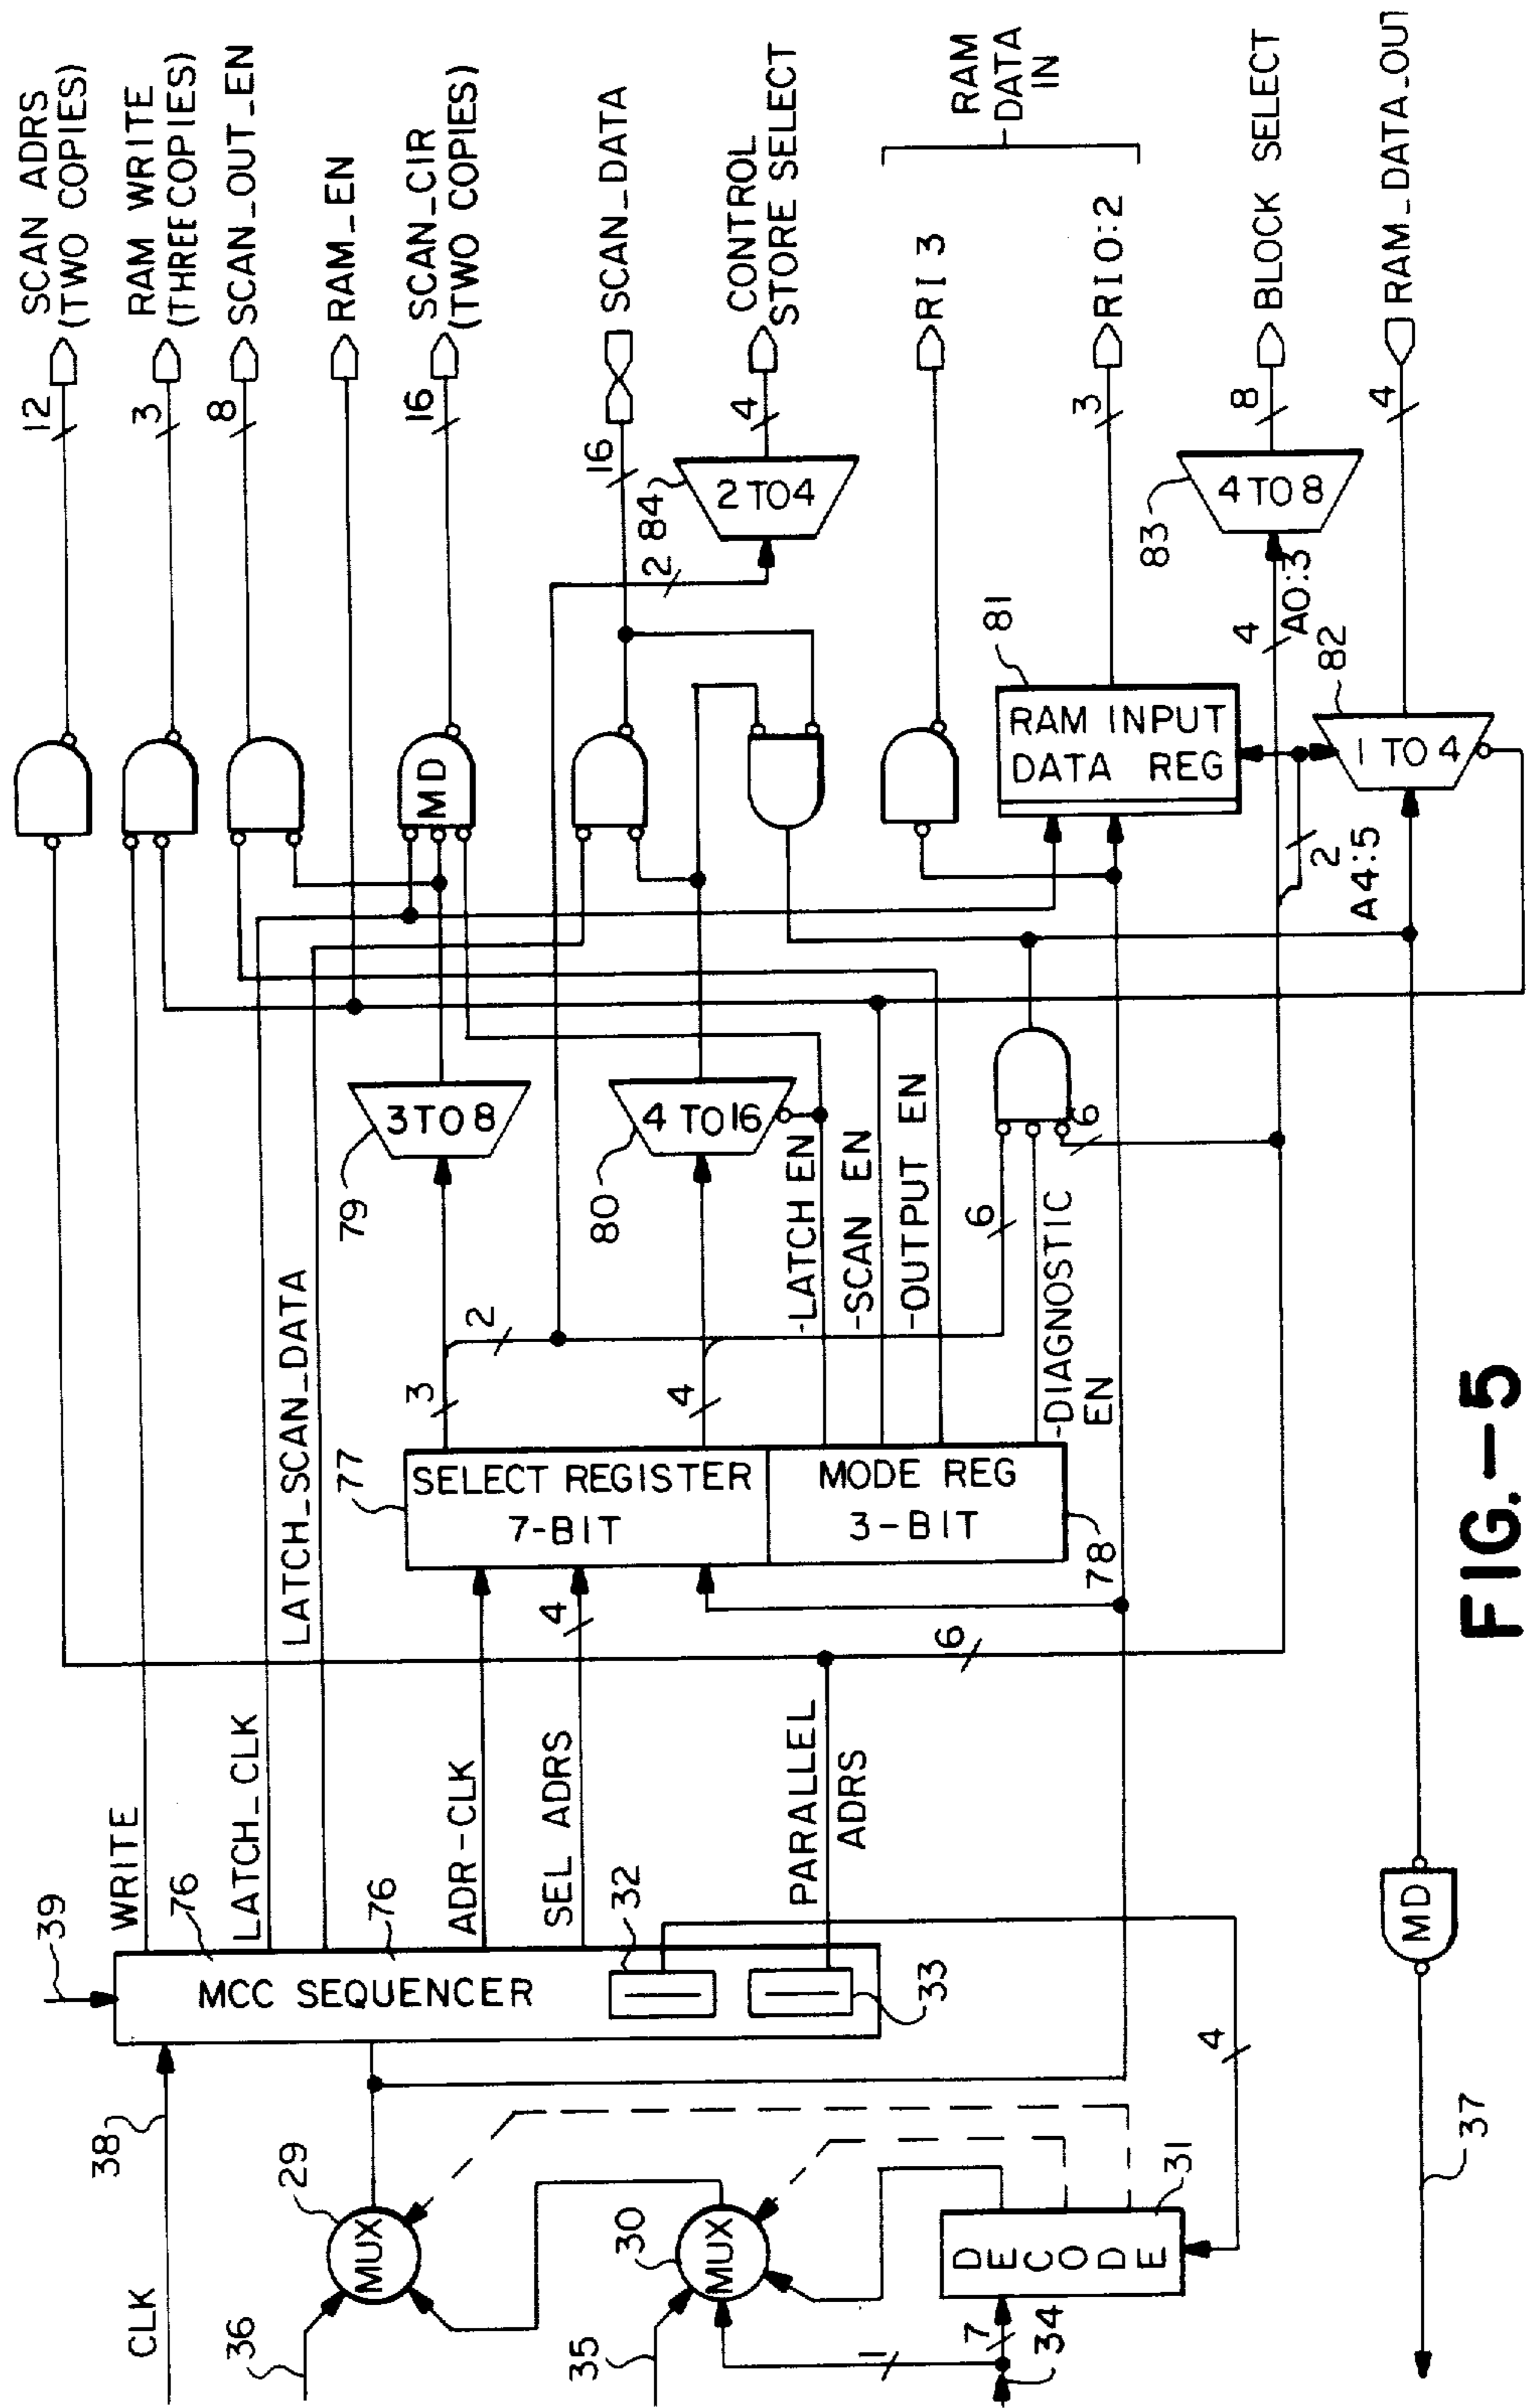 SCAN ADRS
(TWO COPIES)
12
RAM WRITE
(THREE COPIES)
3
SCAN_OUT_EN
8
RAM_EN
SCAN_CIR
(TWO COPIES)
16
SCAN_DATA
16
CONTROL
STORE SELECT
4
2 TO 4
84
2
RI 3
RAM
DATA
IN
RI0:2
3
BLOCK SELECT
8
4 TO 8
83
RAM_DATA_OUT
4
MD
RAM INPUT
DATA REG
81
4
A0:3
82
1 TO 4
2
A4:5
3 TO 8
79
4 TO 16
80
-LATCH EN
-SCAN EN
-OUTPUT EN
-DIAGNOSTIC
EN
6
6
2
3
4
LATCH_SCAN_DATA
SELECT REGISTER
7-BIT
77
MODE REG
3-BIT
78
WRITE
LATCH_CLK
ADR-CLK
SEL ADRS
4
PARALLEL
ADRS
6
39
76
76
MCC SEQUENCER
32
33
CLK
38
29
MUX
36
30
MUX
35
31
DECODE
4
7
34
1
MD
37
FIG.-5